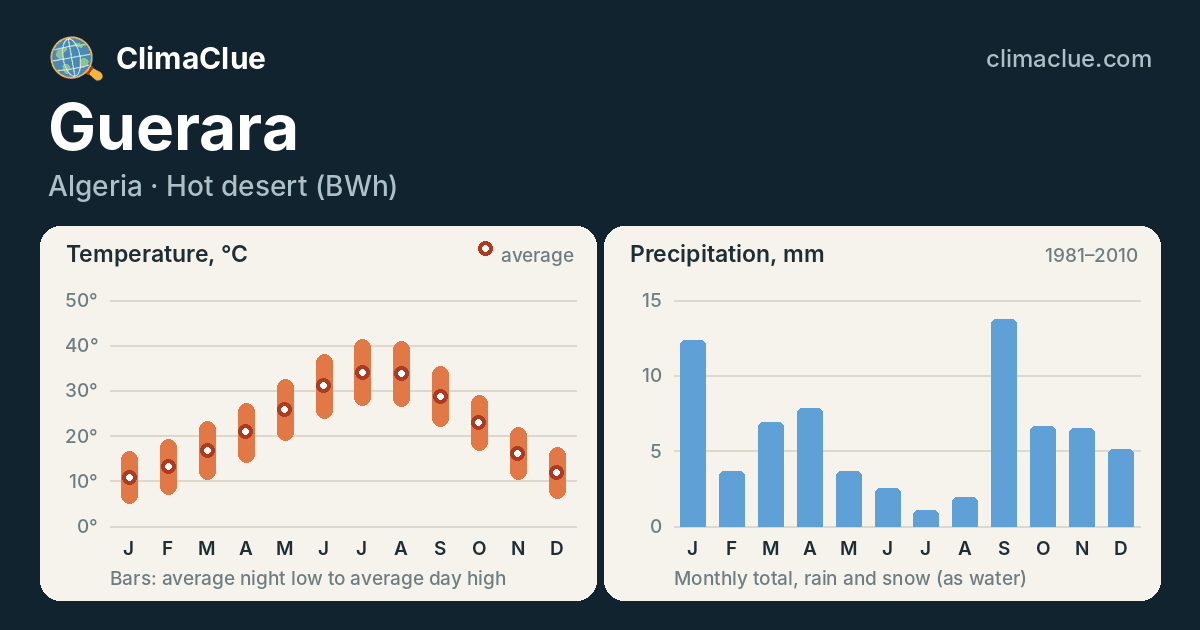 ClimaClue
climaclue.com
Guerara
Algeria · Hot desert (BWh)
Temperature, °C
average
50°
40°
30°
20°
10°
0°
J F M A M J J A S O N D
Bars: average night low to average day high
Precipitation, mm
1981–2010
15
10
5
0
J F M A M J J A S O N D
Monthly total, rain and snow (as water)